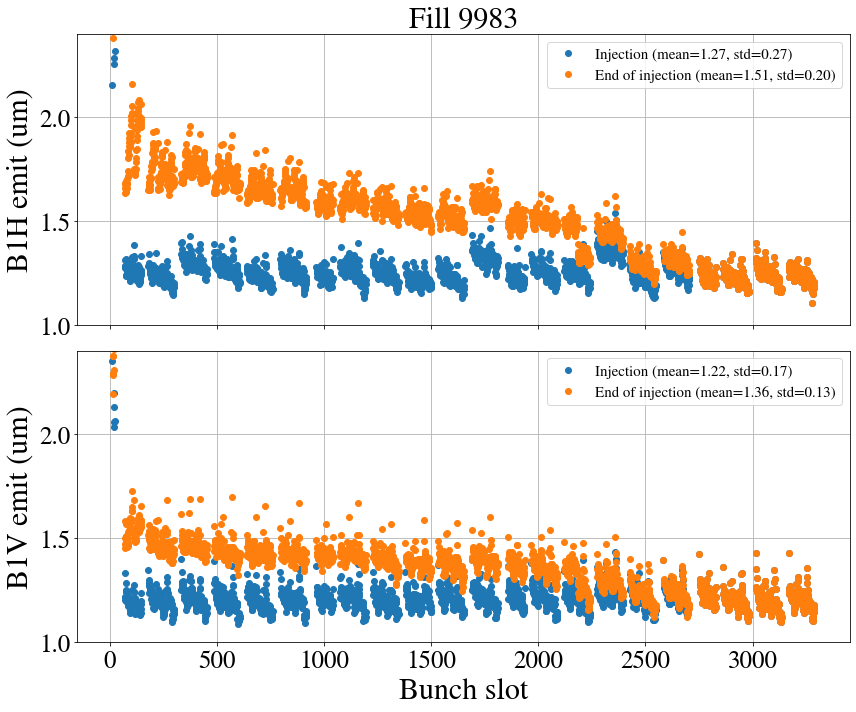 Fill 9983
B1H emit (um)
2.0
1.5
1.0
Injection (mean=1.27, std=0.27)
End of injection (mean=1.51, std=0.20)
B1V emit (um)
2.0
1.5
1.0
Injection (mean=1.22, std=0.17)
End of injection (mean=1.36, std=0.13)
0 500 1000 1500 2000 2500 3000
Bunch slot